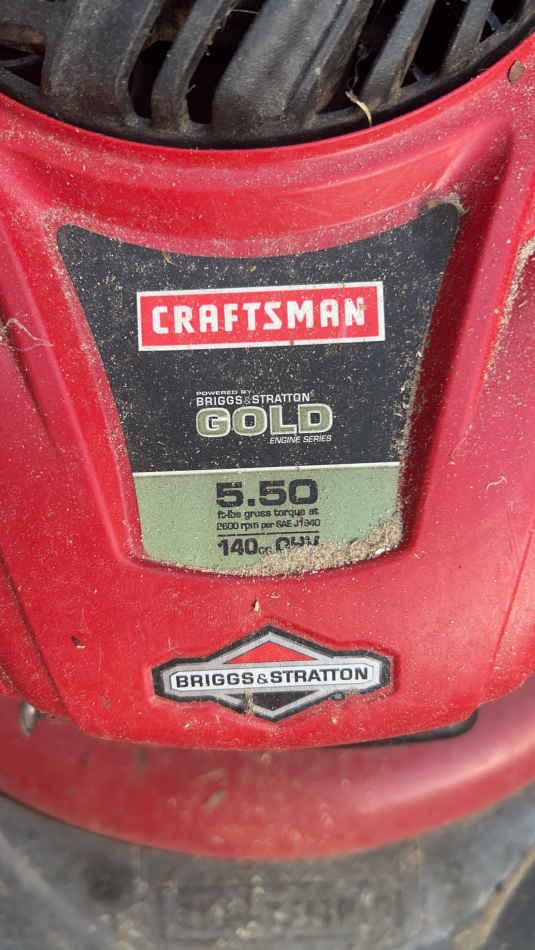 CRAFTSMAN
POWERED BY
BRIGGS&STRATTON®
GOLD
ENGINE SERIES
5.50
ft-lbs gross torque at
2600 rpm per SAE J1940
140cc OHV
BRIGGS&STRATTON
CRAFTSMAN